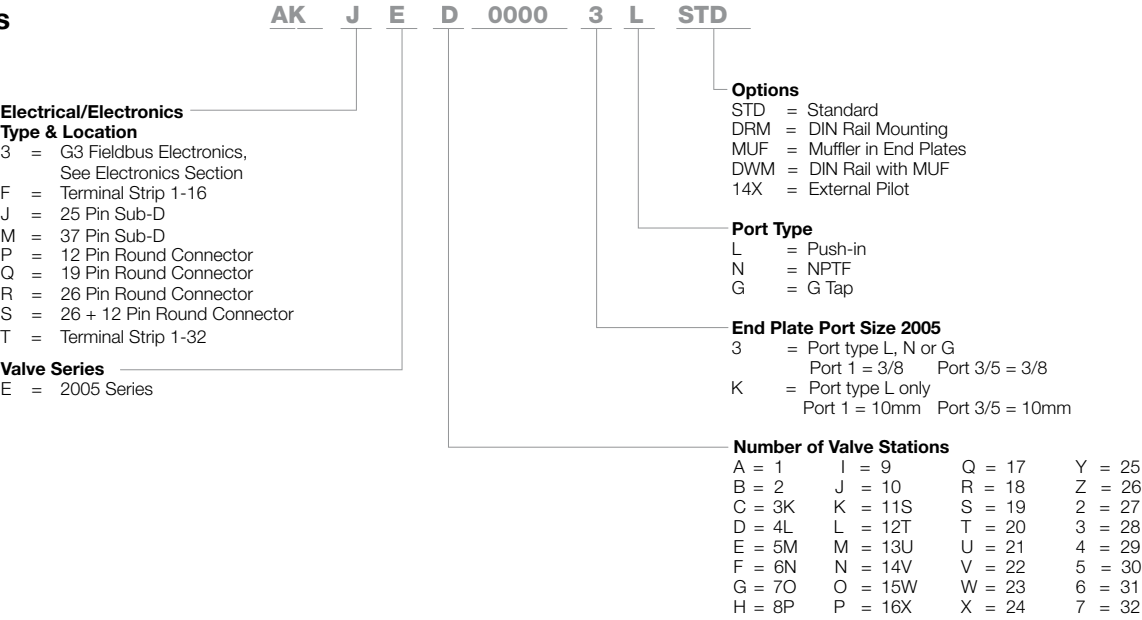 s
AK J E D 0000 3 L STD
Electrical/Electronics
Type & Location
3 = G3 Fieldbus Electronics,
See Electronics Section
F = Terminal Strip 1-16
J = 25 Pin Sub-D
M = 37 Pin Sub-D
P = 12 Pin Round Connector
Q = 19 Pin Round Connector
R = 26 Pin Round Connector
S = 26 + 12 Pin Round Connector
T = Terminal Strip 1-32
Valve Series
E = 2005 Series
Options
STD = Standard
DRM = DIN Rail Mounting
MUF = Muffler in End Plates
DWM = DIN Rail with MUF
14X = External Pilot
Port Type
L = Push-in
N = NPTF
G = G Tap
End Plate Port Size 2005
3 = Port type L, N or G
Port 1 = 3/8 Port 3/5 = 3/8
K = Port type L only
Port 1 = 10mm Port 3/5 = 10mm
Number of Valve Stations
A = 1 I = 9 Q = 17 Y = 25
B = 2 J = 10 R = 18 Z = 26
C = 3K K = 11S S = 19 2 = 27
D = 4L L = 12T T = 20 3 = 28
E = 5M M = 13U U = 21 4 = 29
F = 6N N = 14V V = 22 5 = 30
G = 7O O = 15W W = 23 6 = 31
H = 8P P = 16X X = 24 7 = 32